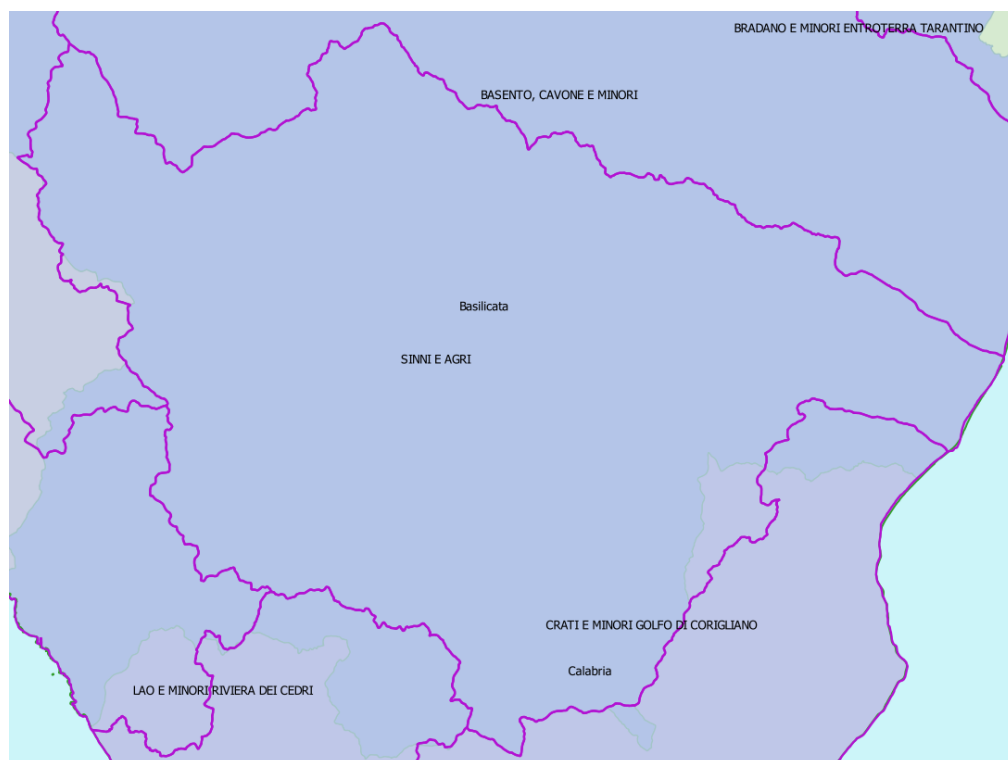 BRADANO E MINORI ENTROTERRA TARANTINO
BASENTO, CAVONE E MINORI
Basilicata
SINNI E AGRI
CRATI E MINORI GOLFO DI CORIGLIANO
Calabria
LAO E MINORI RIVIERA DEI CEDRI